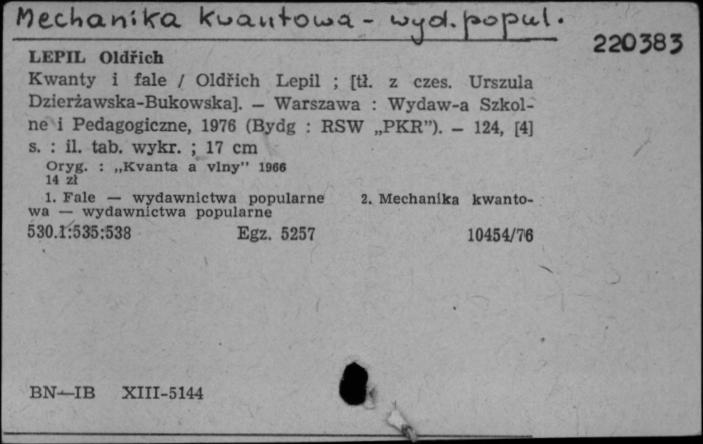 Mechanika kwantowa - wyd. popul.
220383
LEPIL Oldřich
Kwanty i fale / Oldřich Lepil ; [tł. z czes. Urszula
Dzierżawska-Bukowska]. — Warszawa : Wydaw-a Szkol-
ne i Pedagogiczne, 1976 (Bydg : RSW „PKR”). — 124, [4]
s. : il. tab. wykr. ; 17 cm
Oryg. : „Kvanta a vlny” 1966
14 zł
1. Fale — wydawnictwa popularne 2. Mechanika kwanto-
wa — wydawnictwa popularne
530.1:535:538 Egz. 5257 10454/76
BN—IB XIII-5144